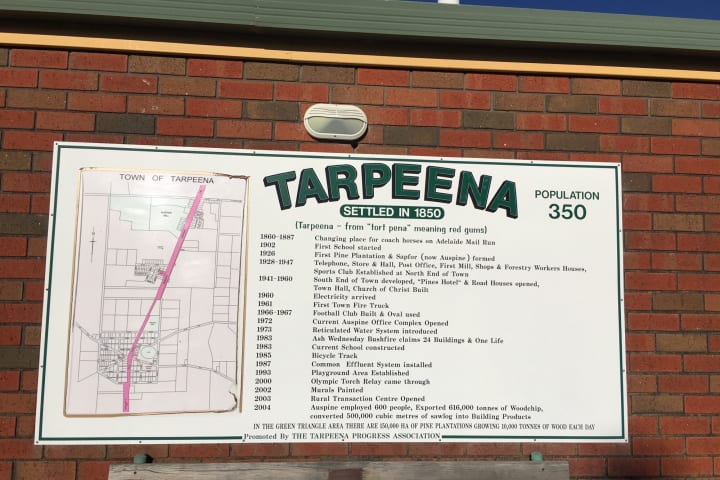 TOWN OF TARPEENA
TARPEENA
SETTLED IN 1850
POPULATION
350
(Tarpeena - from "tort pena" meaning red gums)
1860-1887 Changing place for coach horses on Adelaide Mail Run
1902 First School started
1926 First Pine Plantation & Sapfor (now Auspine) formed
1928-1947 Telephone, Store & Hall, Post Office, First Mill, Shops & Forestry Workers Houses,
Sports Club Established at North End of Town
1941-1960 South End of Town developed, "Pines Hotel" & Road Houses opened,
Town Hall, Church of Christ Built
1960 Electricity arrived
1961 First Town Fire Truck
1966-1967 Football Club Built & Oval used
1972 Current Auspine Office Complex Opened
1973 Reticulated Water System introduced
1983 Ash Wednesday Bushfire claims 24 Buildings & One Life
1983 Current School constructed
1985 Bicycle Track
1987 Common Effluent System installed
1993 Playground Area Established
2000 Olympic Torch Relay came through
2002 Murals Painted
2003 Rural Transaction Centre Opened
2004 Auspine employed 600 people, Exported 616,000 tonnes of Woodchip,
converted 500,000 cubic metres of sawlog into Building Products
IN THE GREEN TRIANGLE AREA THERE ARE 150,000 HA OF PINE PLANTATIONS GROWING 10,000 TONNES OF WOOD EACH DAY
Promoted By THE TARPEENA PROGRESS ASSOCIATION